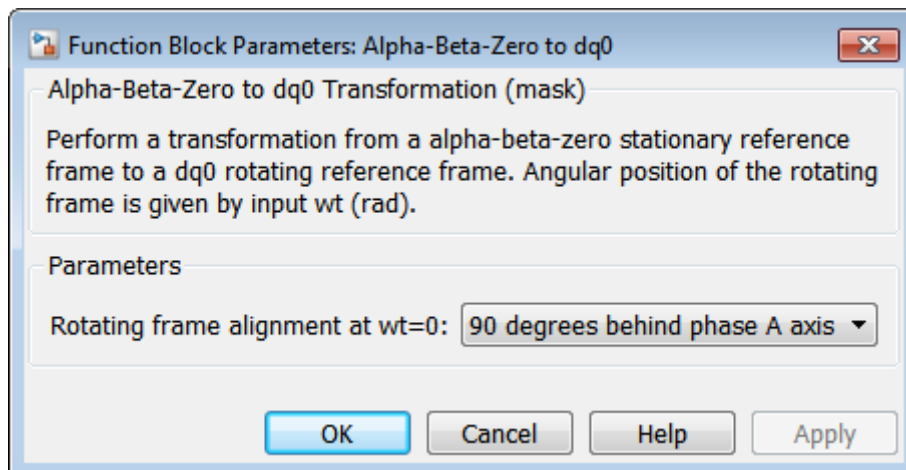 Function Block Parameters: Alpha-Beta-Zero to dq0
Alpha-Beta-Zero to dq0 Transformation (mask)
Perform a transformation from a alpha-beta-zero stationary reference
frame to a dq0 rotating reference frame. Angular position of the rotating
frame is given by input wt (rad).
Parameters
Rotating frame alignment at wt=0: 90 degrees behind phase A axis
OK Cancel Help Apply